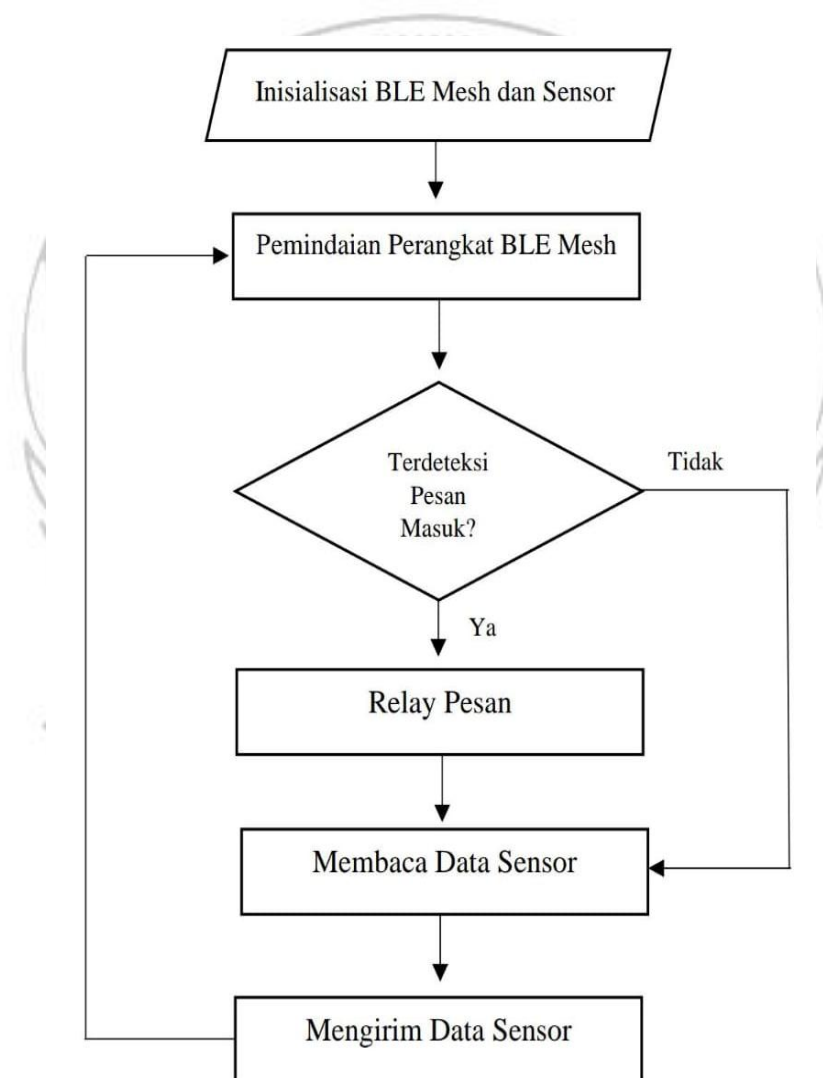 Inisialisasi BLE Mesh dan Sensor
Pemindaian Perangkat BLE Mesh
Terdeteksi
Pesan
Masuk?
Tidak
Ya
Relay Pesan
Membaca Data Sensor
Mengirim Data Sensor